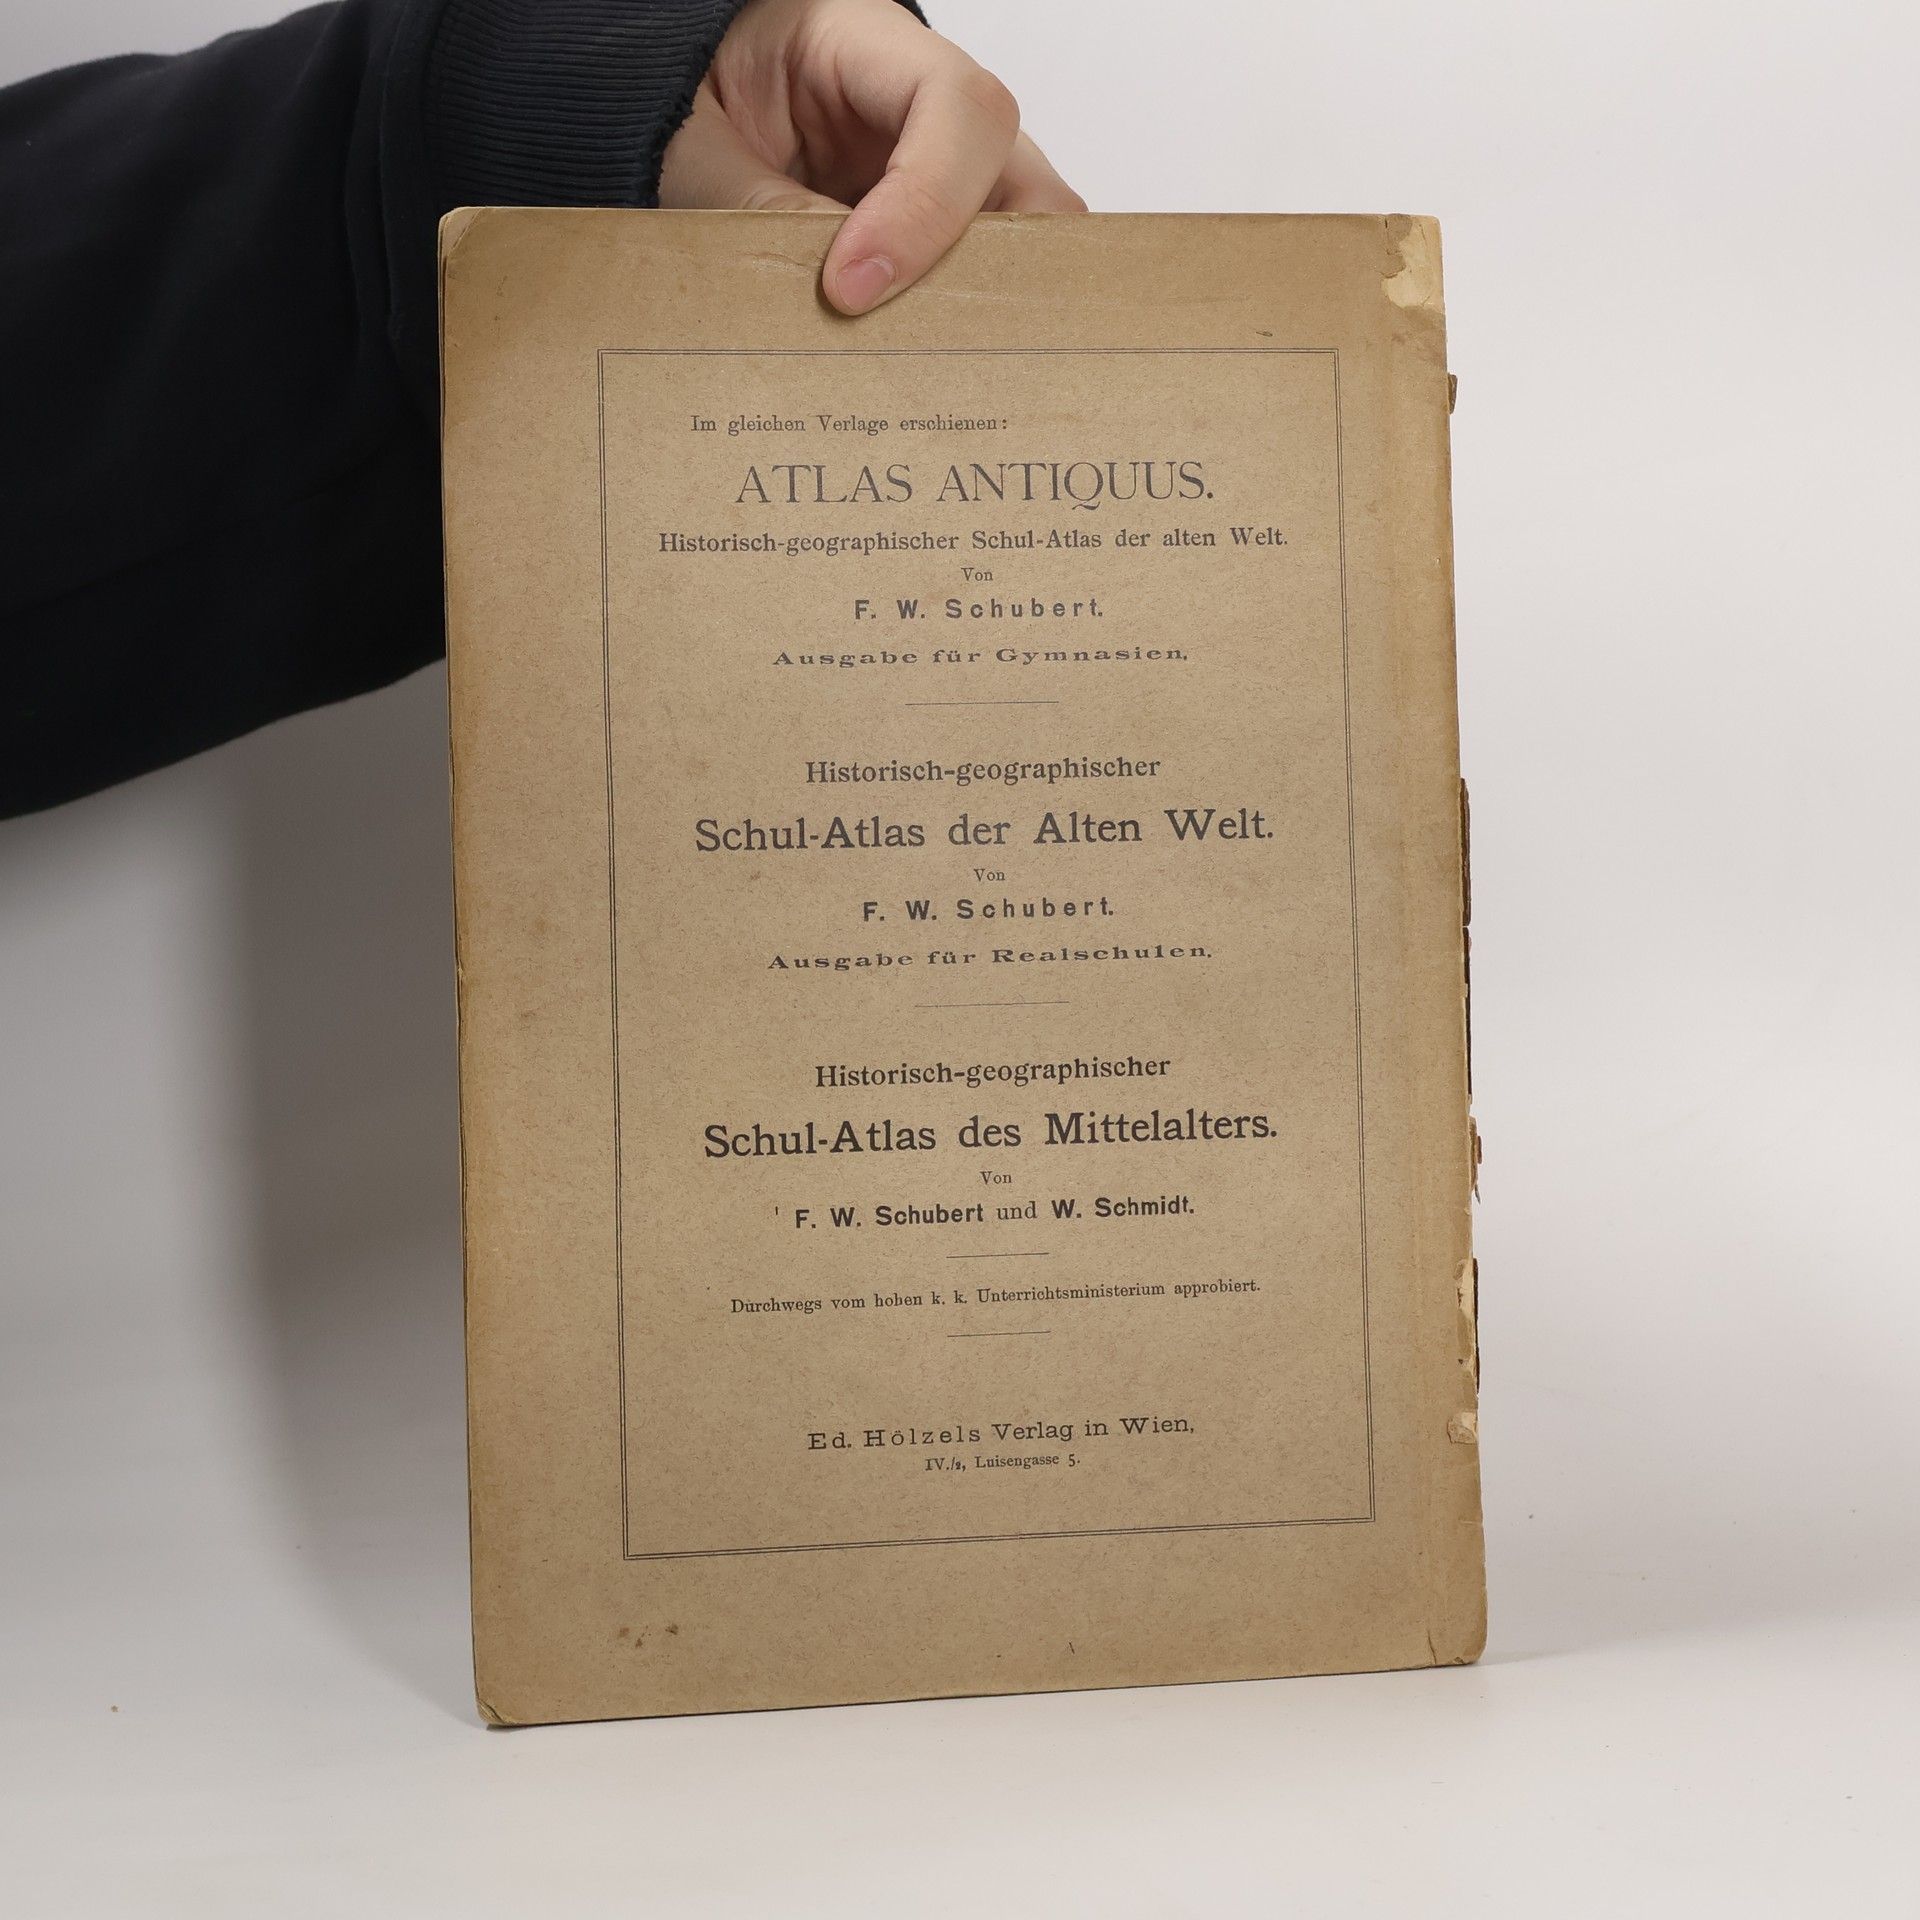 Im gleichen Verlage erschienen:
ATLAS ANTIQUUS.
Historisch-geographischer Schul-Atlas der alten Welt.
Von
F. W. Schubert.
Ausgabe für Gymnasien.
Historisch-geographischer
Schul-Atlas der Alten Welt.
Von
F. W. Schubert.
Ausgabe für Realschulen.
Historisch-geographischer
Schul-Atlas des Mittelalters.
Von
F. W. Schubert und W. Schmidt.
Durchwegs vom hohen k. k. Unterrichtsministerium approbiert.
Ed. Hölzels Verlag in Wien,
IV./2, Luisengasse 5.